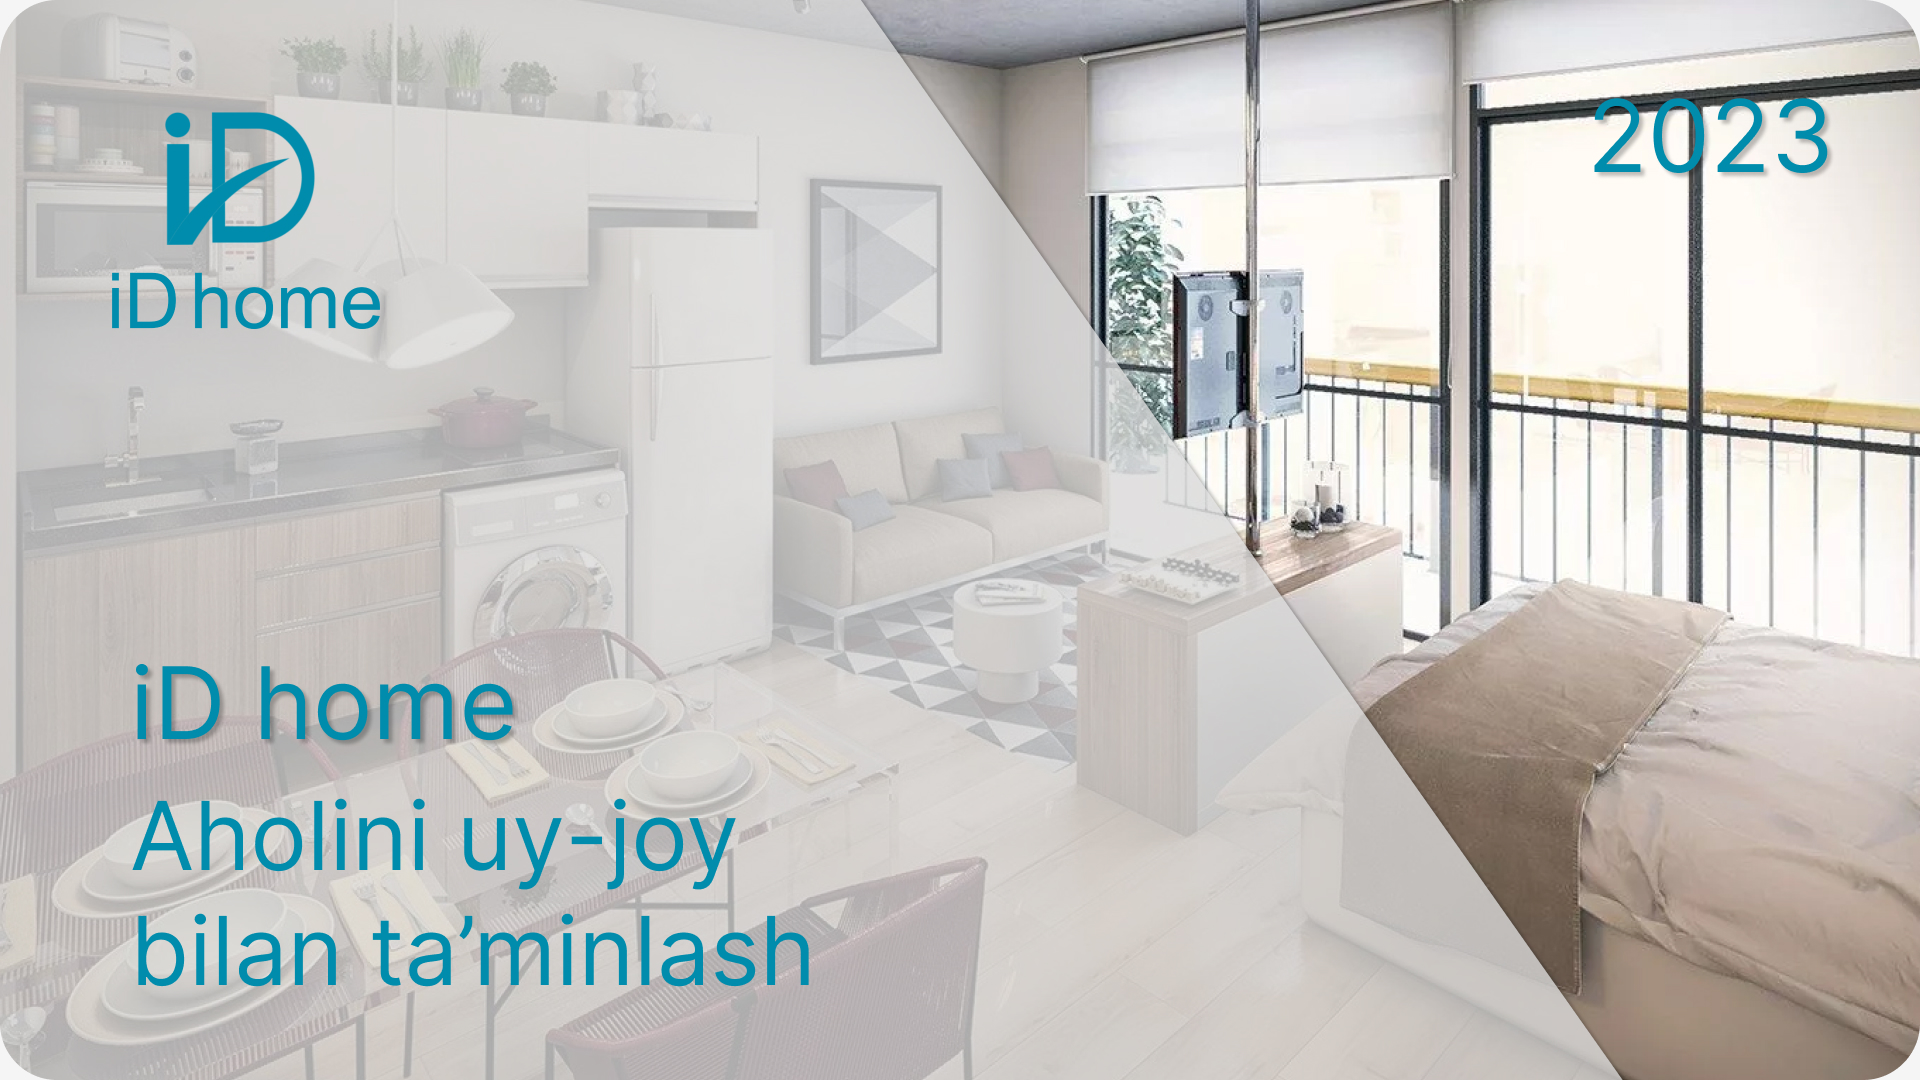 iD
iD home
2023
iD home
Aholini uy-joy
bilan ta’minlash